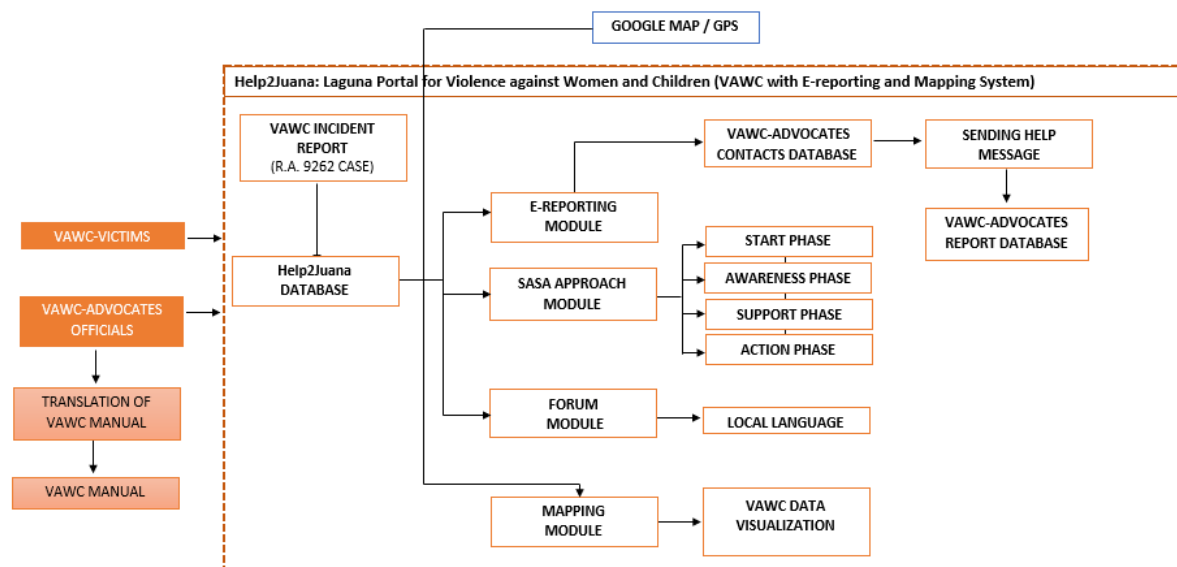 GOOGLE MAP / GPS
Help2Juana: Laguna Portal for Violence against Women and Children (VAWC with E-reporting and Mapping System)
VAWC INCIDENT
REPORT
(R.A. 9262 CASE)
VAWC-ADVOCATES
CONTACTS DATABASE
SENDING HELP
MESSAGE
E-REPORTING
MODULE
VAWC-ADVOCATES
REPORT DATABASE
VAWC-VICTIMS
Help2Juana
DATABASE
SASA APPROACH
MODULE
START PHASE
AWARENESS PHASE
SUPPORT PHASE
ACTION PHASE
VAWC-ADVOCATES
OFFICIALS
TRANSLATION OF
VAWC MANUAL
FORUM
MODULE
LOCAL LANGUAGE
VAWC MANUAL
MAPPING
MODULE
VAWC DATA
VISUALIZATION